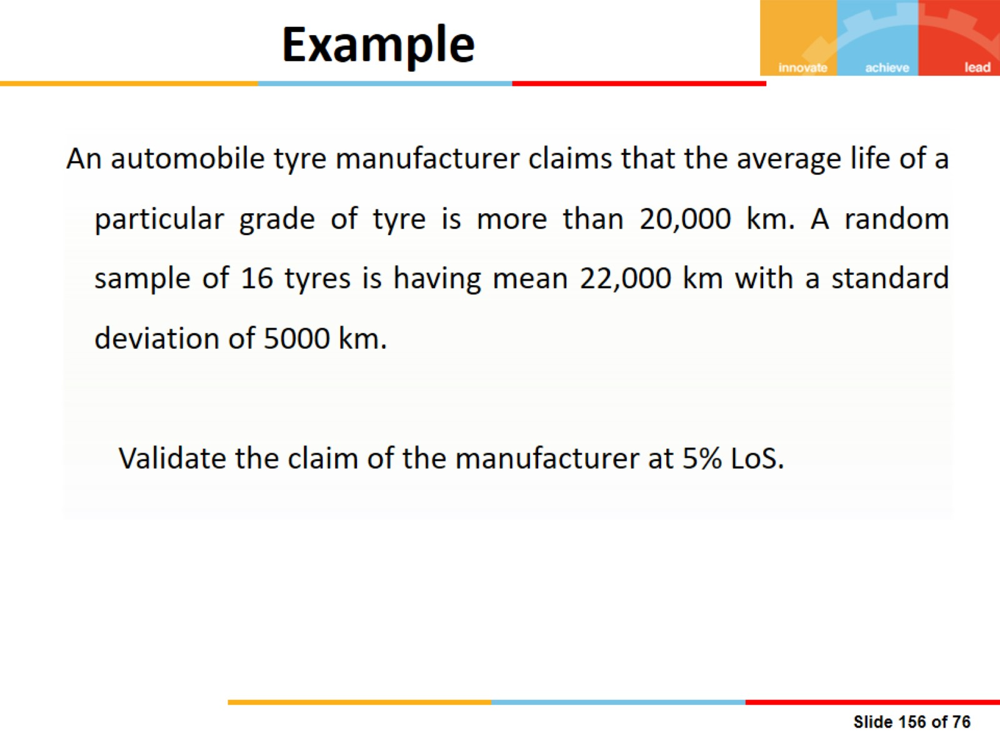 Example
innovate achieve lead
An automobile tyre manufacturer claims that the average life of a
particular grade of tyre is more than 20,000 km. A random
sample of 16 tyres is having mean 22,000 km with a standard
deviation of 5000 km.
Validate the claim of the manufacturer at 5% LoS.
Slide 156 of 76